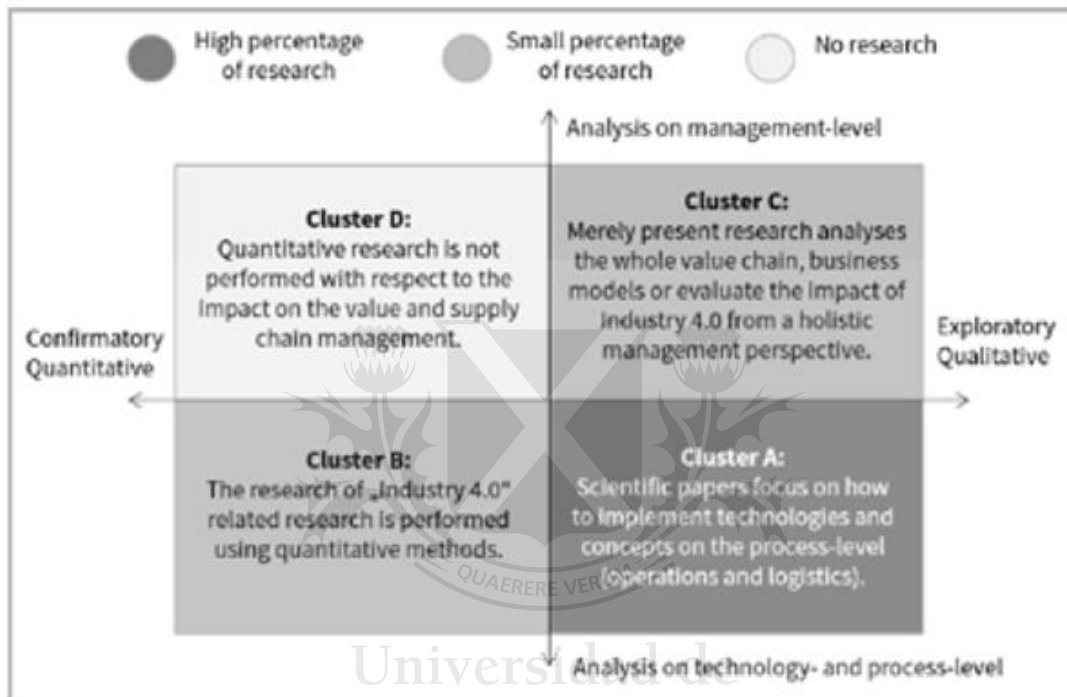 High percentage
of research
Small percentage
of research
No research
Analysis on management-level
Cluster D:
Quantitative research is not
performed with respect to the
impact on the value and supply
chain management.
Cluster C:
Merely present research analyses
the whole value chain, business
models or evaluate the impact of
Industry 4.0 from a holistic
management perspective.
Confirmatory
Quantitative
Exploratory
Qualitative
Cluster B:
The research of „Industry 4.0"
related research is performed
using quantitative methods.
Cluster A:
Scientific papers focus on how
to implement technologies and
concepts on the process-level
(operations and logistics).
QUAERERE
Analysis on technology- and process-level
Universidad de